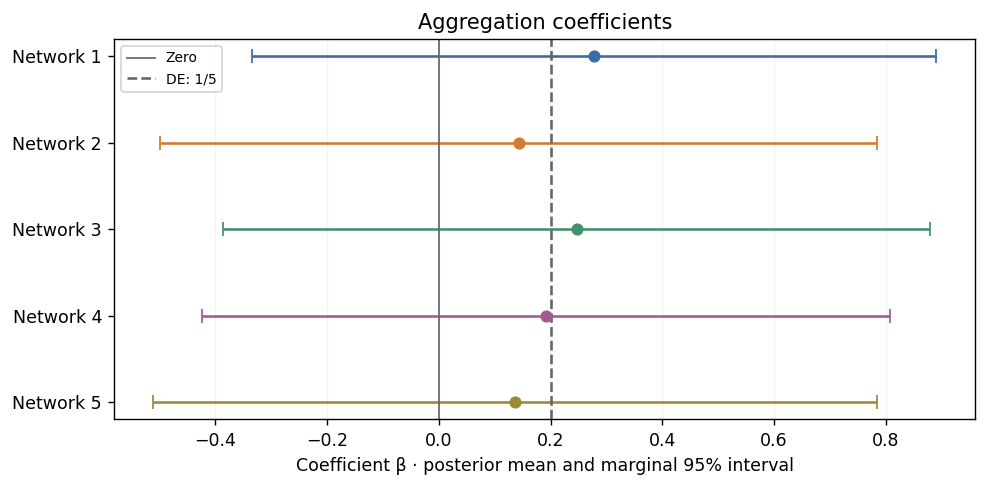 Aggregation coefficients
Zero
DE: 1/5
Network 1
Network 2
Network 3
Network 4
Network 5
−0.4 −0.2 0.0 0.2 0.4 0.6 0.8
Coefficient β · posterior mean and marginal 95% interval